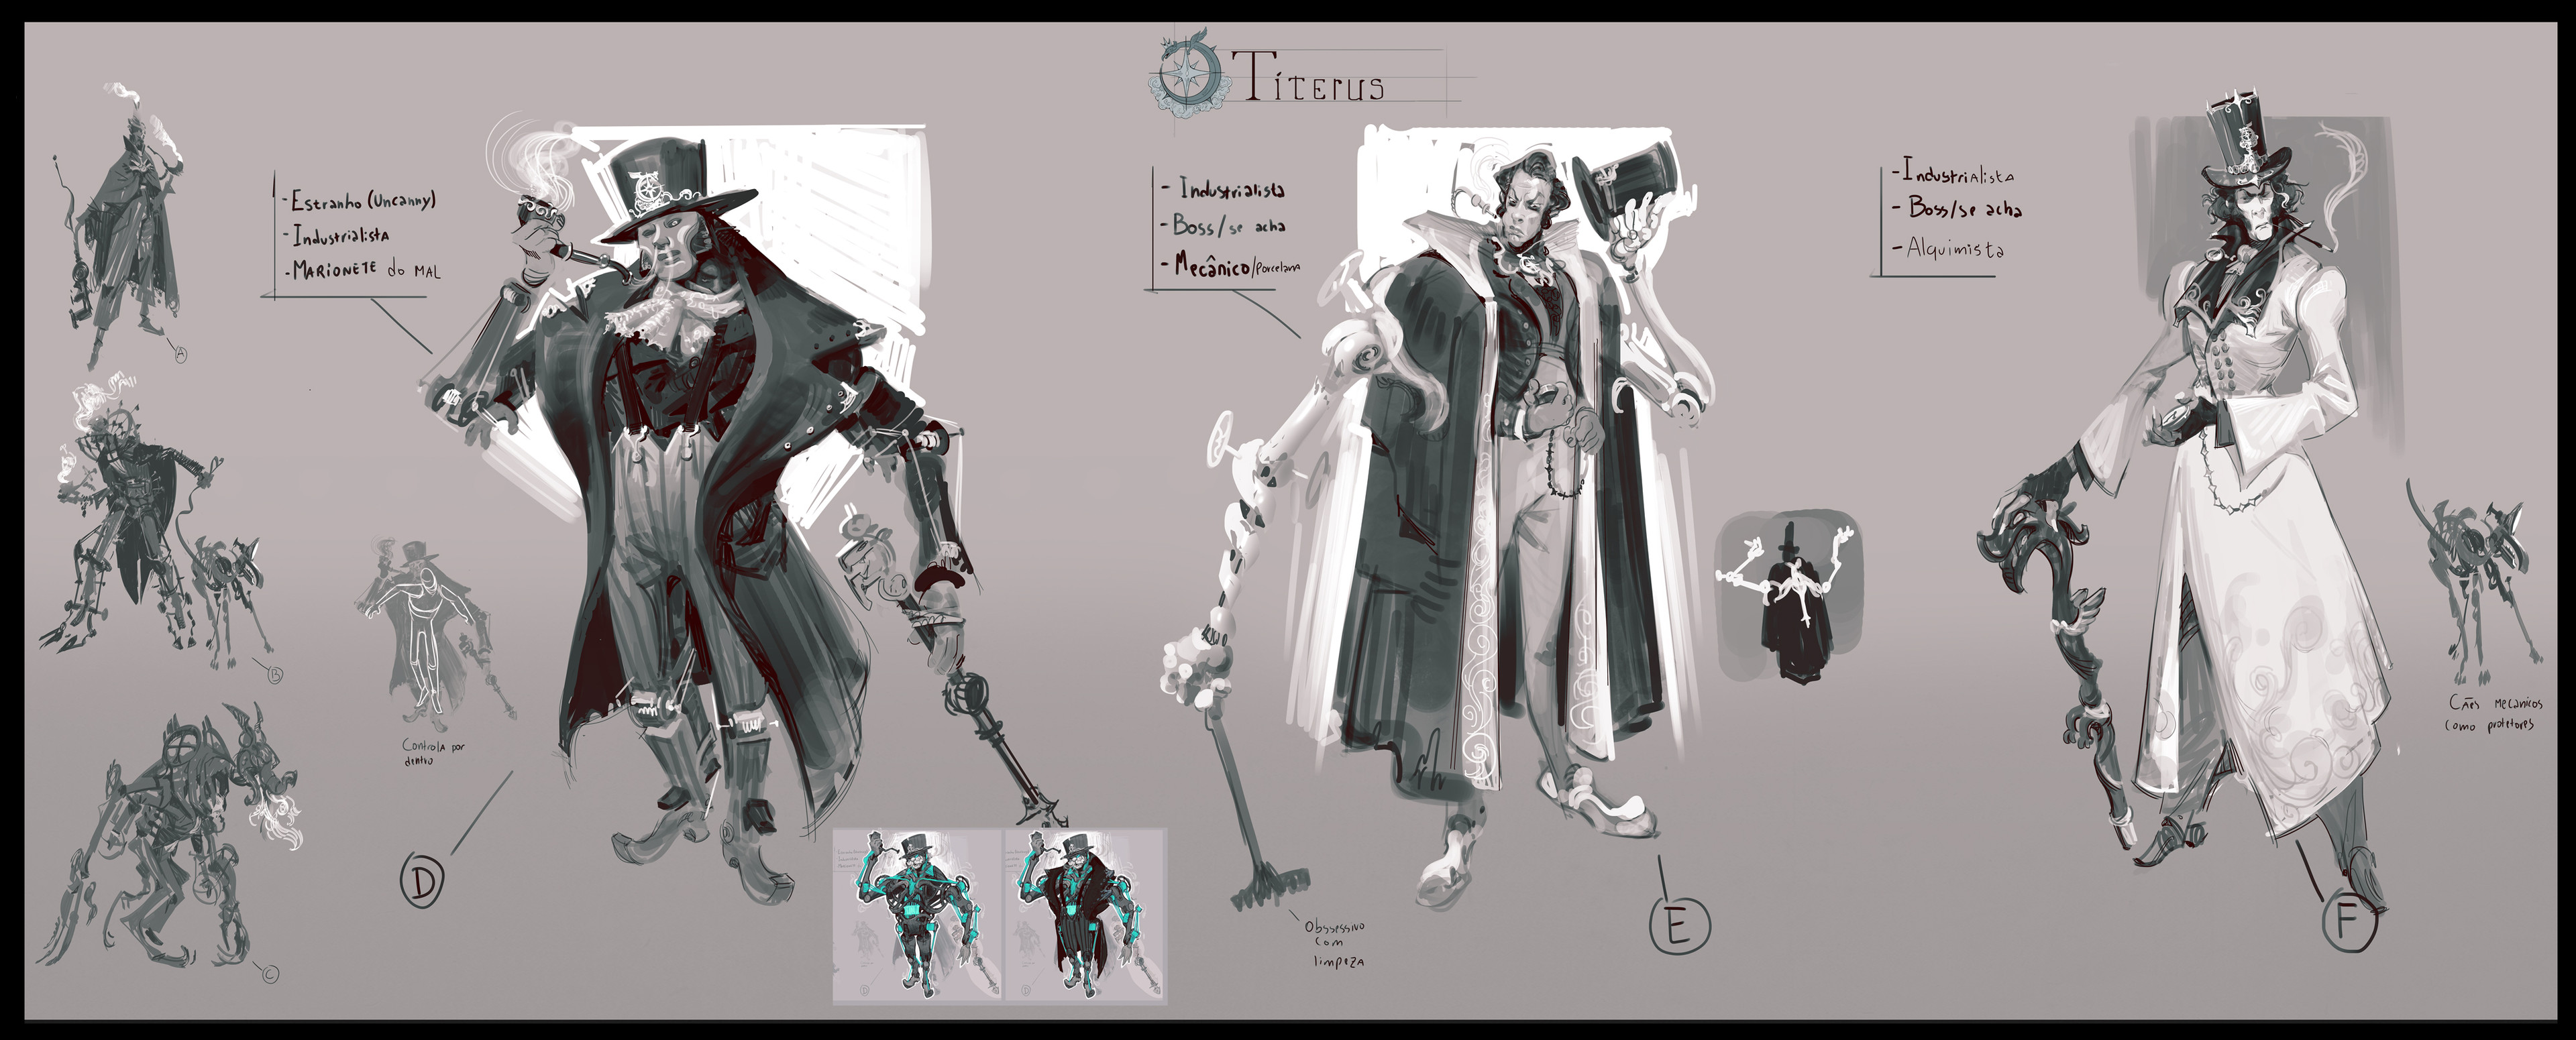 Títerus
- Estranho (Uncanny)
- Industrialista
- MARIONETE do MAL
- Industrialista
- Boss/se acha
- Mecânico/porcelana
- Industrialista
- Boss/se acha
- Alquimista
A
B
C
Controla por
dentro
D
Obssessivo
com
limpeza
E
F
Cães mecanicos
como protetores